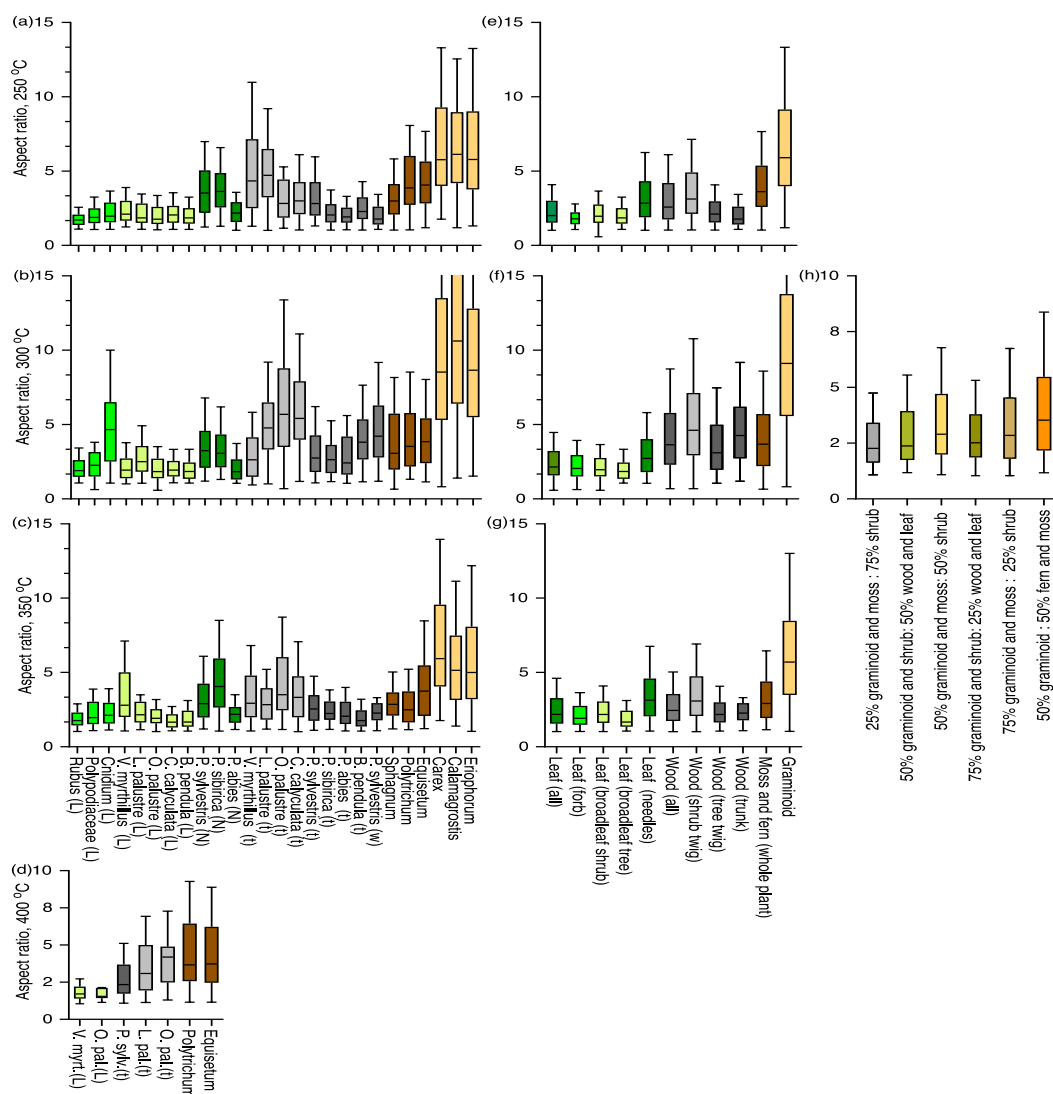 (a)
15
10
5
0
Aspect ratio, 250 °C
(e)
15
10
5
0
(b)
15
10
5
0
Aspect ratio, 300 °C
(f)
15
10
5
0
(h)
10
8
5
2
0
25% graminoid and moss : 75% shrub
50% graminoid and shrub: 50% wood and leaf
50% graminoid and moss: 50% shrub
75% graminoid and shrub: 25% wood and leaf
75% graminoid and moss : 25% shrub
50% graminoid : 50% fern and moss
(c)
15
10
5
0
Aspect ratio, 350°C
Rubus (L)
Polypodiaceae (L)
Cnidium (L)
V. myrthillus (L)
L. palustre (L)
O. palustre (L)
C. calyculata (L)
B. pendula (L)
P. sylvestris (N)
P. sibirica (N)
P. abies (N)
V. myrthillus (t)
L. palustre (t)
O. palustre (t)
C. calyculata (t)
P. sylvestris (t)
P. sibirica (t)
P. abies (t)
B. pendula (t)
P. sylvestris (w)
Sphagnum
Polytrichum
Equisetum
Carex
Calamagrostis
Eriophorum
(g)
15
10
5
0
Leaf (all)
Leaf (forb)
Leaf (broadleaf shrub)
Leaf (broadleaf tree)
Leaf (needles)
Wood (all)
Wood (shrub twig)
Wood (tree twig)
Wood (trunk)
Moss and fern (whole plant)
Graminoid
(d)
10
8
5
2
0
Aspect ratio, 400 °C
V. myrt.(L)
O. pal.(L)
P. sylv.(t)
L. pal.(t)
O. pal.(t)
Polytrichum
Equisetum